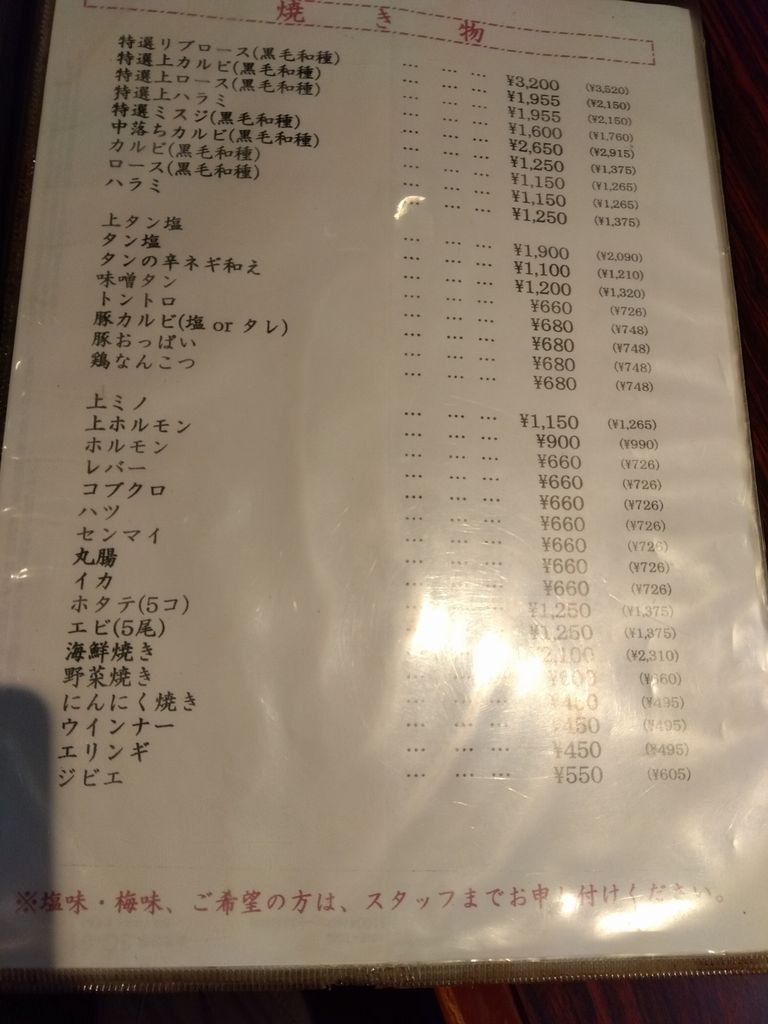 焼き物
特選リブロース(黒毛和種) … … … ¥3,200 (¥3,520)
特選上カルビ(黒毛和種) … … … ¥1,955 (¥2,150)
特選上ロース(黒毛和種) … … … ¥1,955 (¥2,150)
特選上ハラミ … … … ¥1,600 (¥1,760)
特選ミスジ(黒毛和種) … … … ¥2,650 (¥2,915)
中落ちカルビ(黒毛和種) … … … ¥1,250 (¥1,375)
カルビ(黒毛和種) … … … ¥1,150 (¥1,265)
ロース(黒毛和種) … … … ¥1,150 (¥1,265)
ハラミ … … … ¥1,250 (¥1,375)
上タン塩 … … … ¥1,900 (¥2,090)
タン塩 … … … ¥1,100 (¥1,210)
タンの辛ネギ和え … … … ¥1,200 (¥1,320)
味噌タン … … … ¥660 (¥726)
トントロ … … … ¥680 (¥748)
豚カルビ(塩 or タレ) … … … ¥680 (¥748)
豚おっぱい … … … ¥680 (¥748)
鶏なんこつ … … … ¥680 (¥748)
上ミノ … … … ¥1,150 (¥1,265)
上ホルモン … … … ¥900 (¥990)
ホルモン … … … ¥660 (¥726)
レバー … … … ¥660 (¥726)
コブクロ … … … ¥660 (¥726)
ハツ … … … ¥660 (¥726)
センマイ … … … ¥660 (¥726)
丸腸 … … … ¥660 (¥726)
イカ … … … ¥660 (¥726)
ホタテ(5コ) … … … ¥1,250 (¥1,375)
エビ(5尾) … … … ¥1,250 (¥1,375)
海鮮焼き … … ¥2,100 (¥2,310)
野菜焼き … … (¥660)
にんにく焼き … … … ¥450 (¥495)
ウインナー … … … ¥450 (¥495)
エリンギ … … … ¥450 (¥495)
ジビエ … … … ¥550 (¥605)
※塩味・梅味、ご希望の方は、スタッフまでお申し付けください。